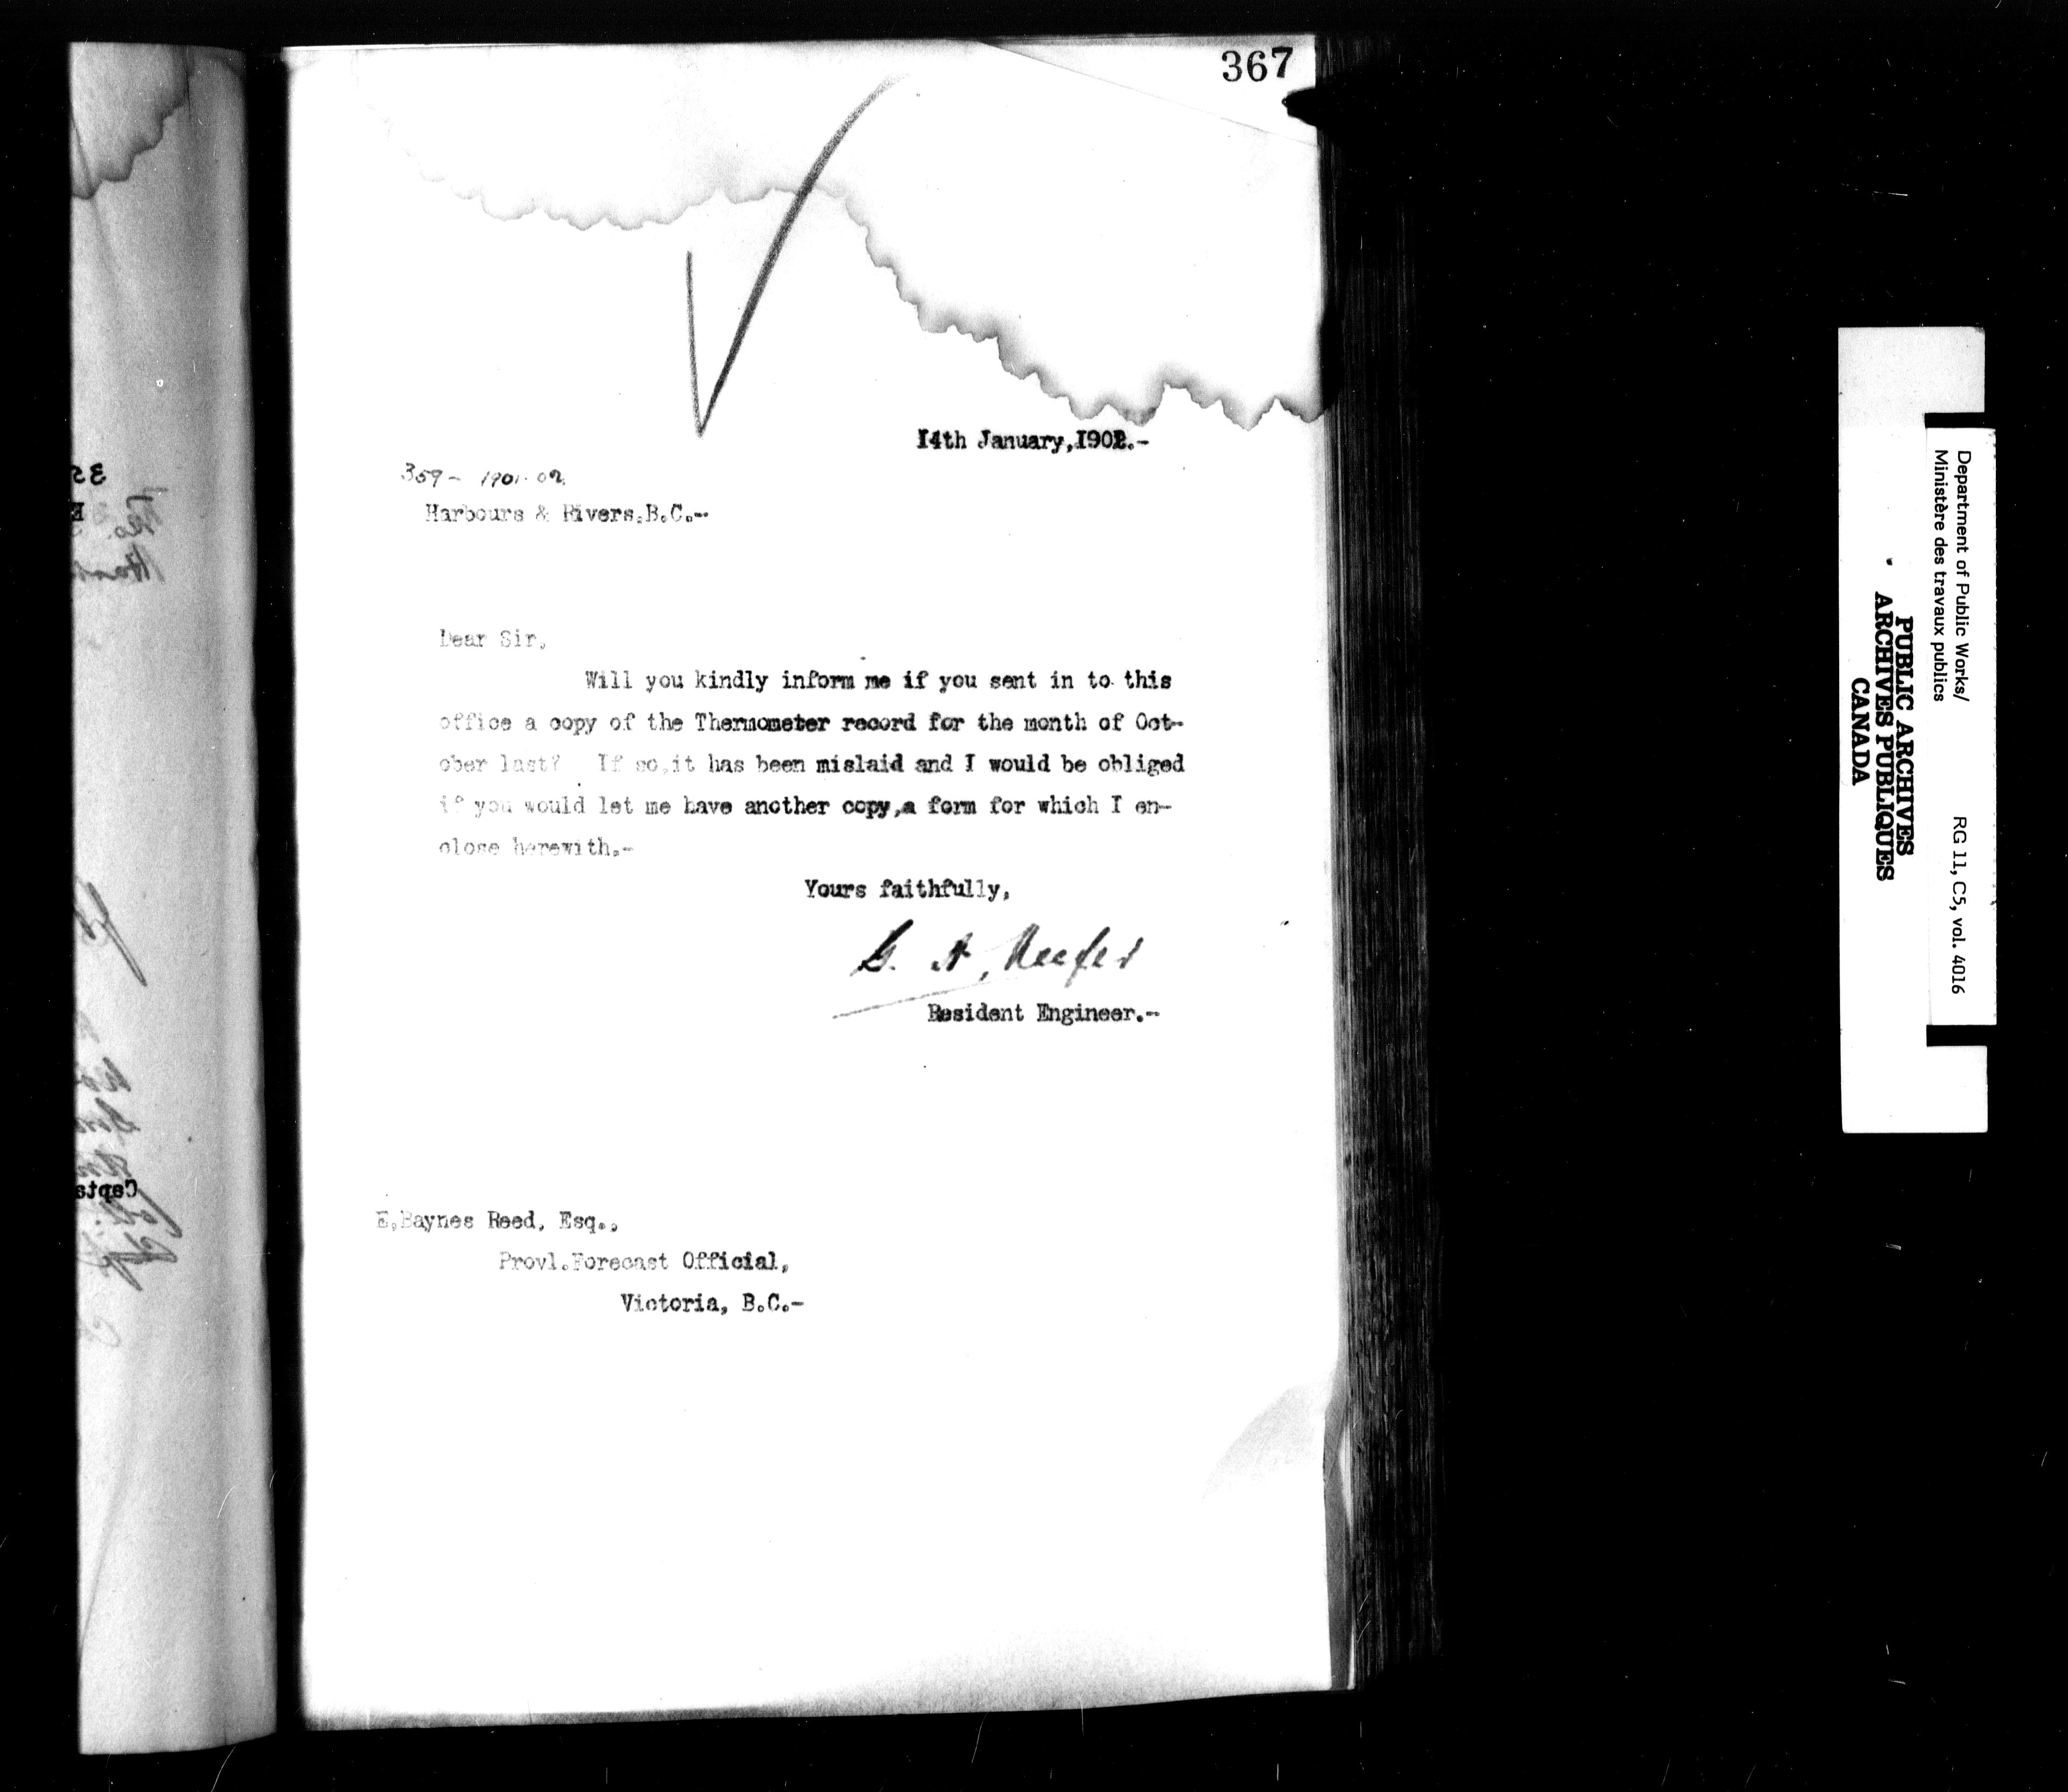 367
14th January,1902.-
359- 1901-02.
Harbours & Rivers.B.C.--
Dear Sir,
Will you kindly inform me if you sent in to this
office a copy of the Thermometer record for the month of Oct-
ober last? If so,it has been mislaid and I would be obliged
if you would let me have another copy,a form for which I en-
close herewith.-
Yours faithfully,
G. A. Keefer
Resident Engineer.-
E.Baynes Reed, Esq.,
Provl.Forecast Official,
Victoria, B.C.-
Department of Public Works/
Ministère des travaux publics
RG 11, C5, vol. 4016
PUBLIC ARCHIVES
ARCHIVES PUBLIQUES
CANADA